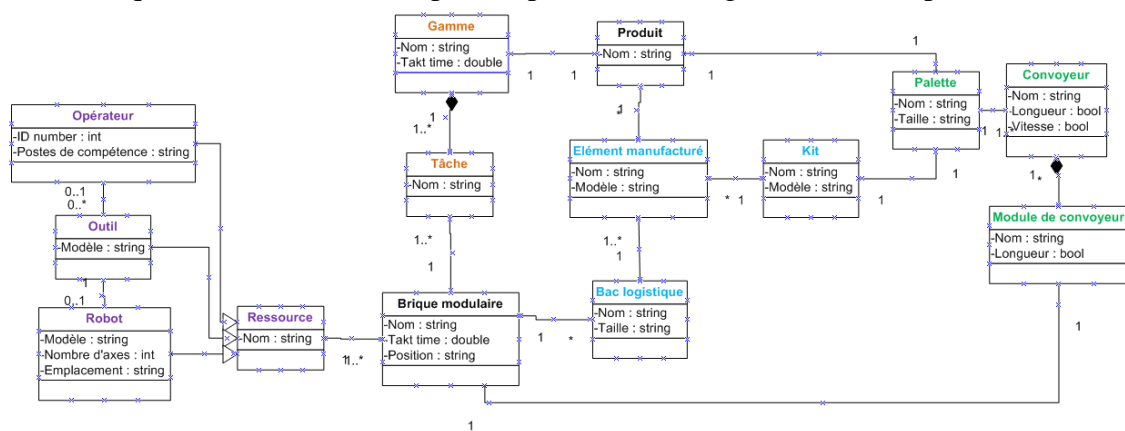 Gamme
-Nom : string
-Takt time : double
1
1..*
Tâche
-Nom : string
1..*
1
Produit
-Nom : string
1
1
1
1
Palette
-Nom : string
-Taille : string
1
1
1
Convoyeur
-Nom : string
-Longueur : bool
-Vitesse : bool
1
*
Module de convoyeur
-Nom : string
-Longueur : bool
1
Opérateur
-ID number : int
-Postes de compétence : string
0..1
0..*
Outil
-Modèle : string
1
0..1
Robot
-Modèle : string
-Nombre d'axes : int
-Emplacement : string
Ressource
-Nom : string
1..*
Brique modulaire
-Nom : string
-Takt time : double
-Position : string
1
*
1
Elément manufacturé
-Nom : string
-Modèle : string
* 1
1..*
1
Kit
-Nom : string
-Modèle : string
1
Bac logistique
-Nom : string
-Taille : string